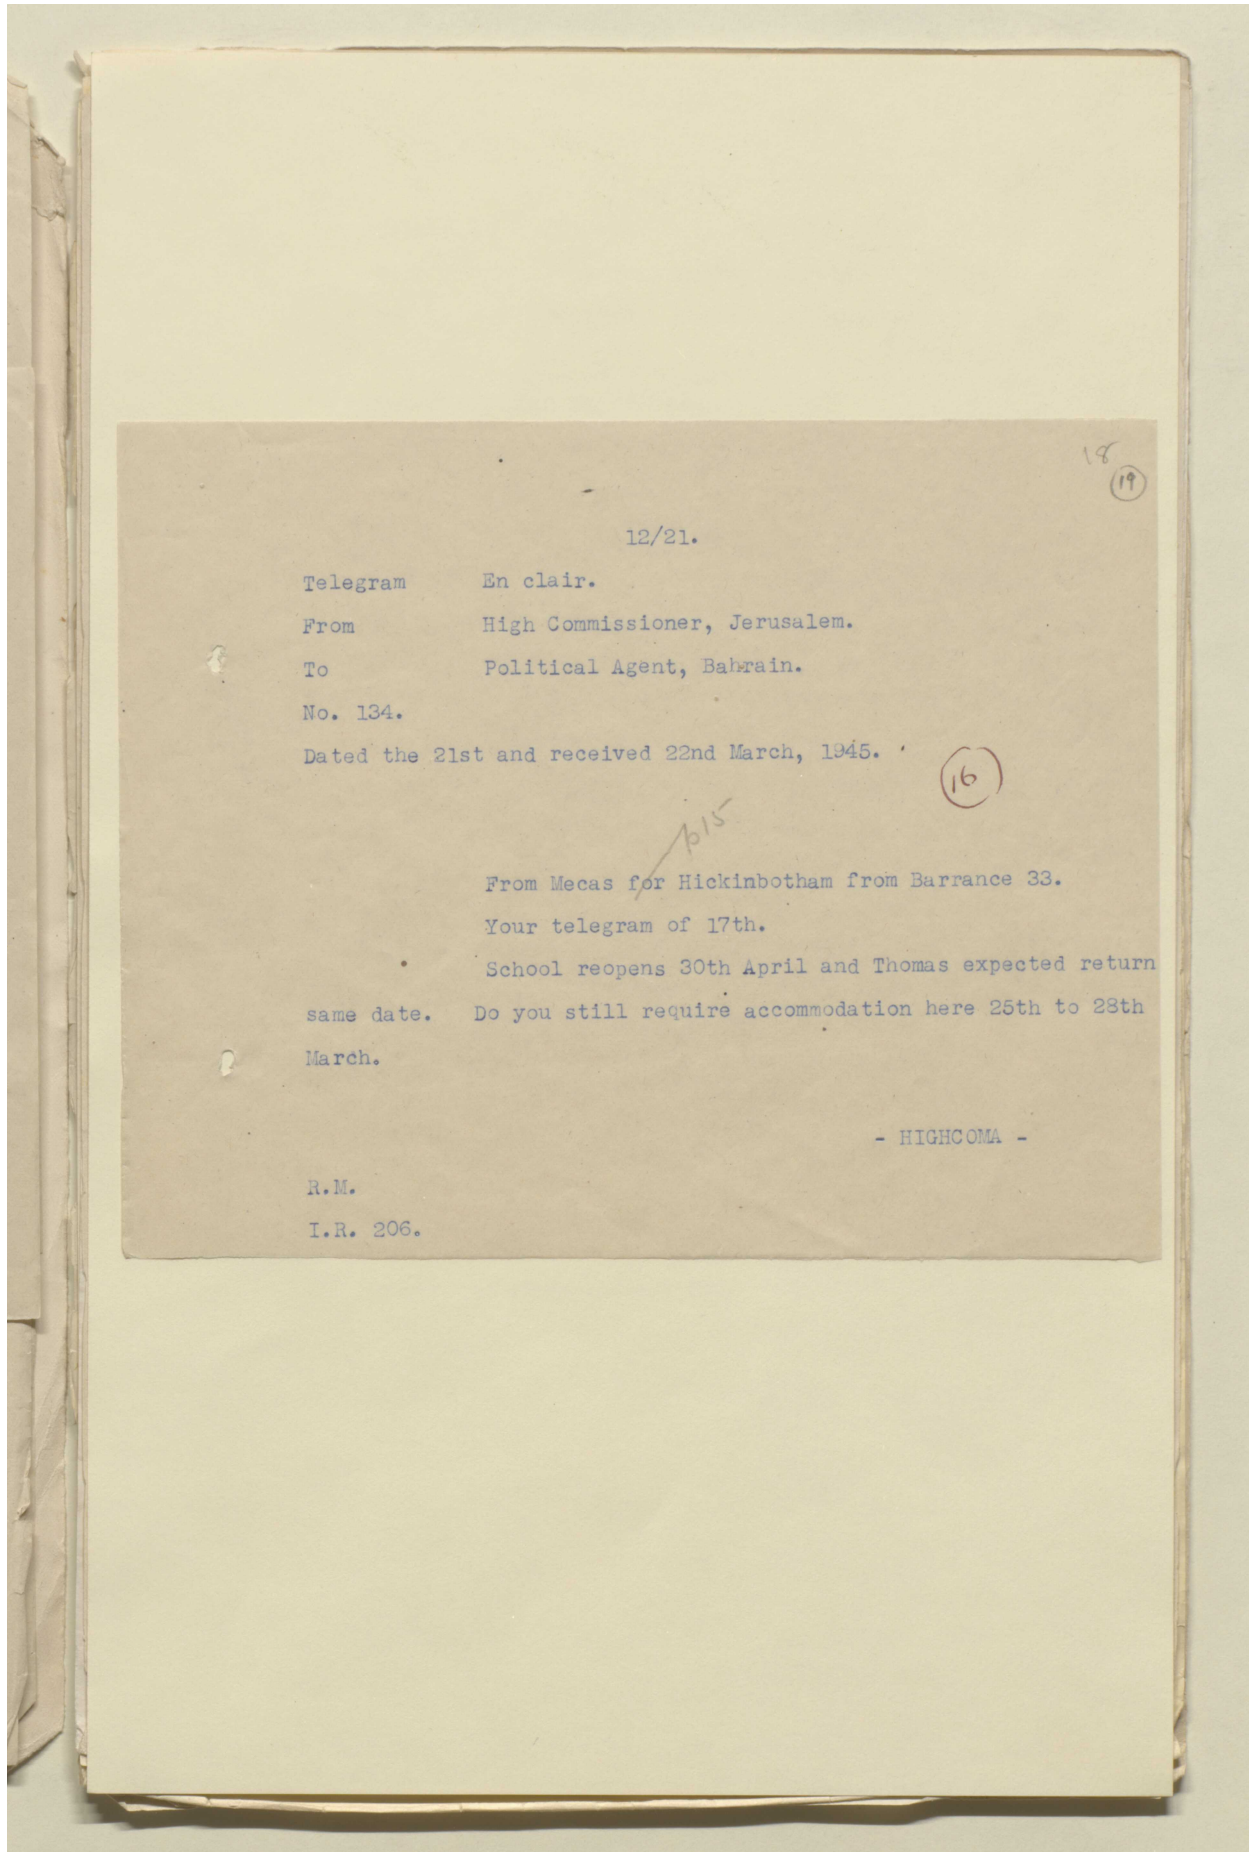 18
19
12/21.
Telegram En clair.
From High Commissioner, Jerusalem.
To Political Agent, Bahrain.
No. 134.
Dated the 21st and received 22nd March, 1945.
16
p15
From Mecas for Hickinbotham from Barrance 33.
Your telegram of 17th.
School reopens 30th April and Thomas expected return
same date. Do you still require accommodation here 25th to 28th
March.
- HIGHCOMA -
R.M.
I.R. 206.